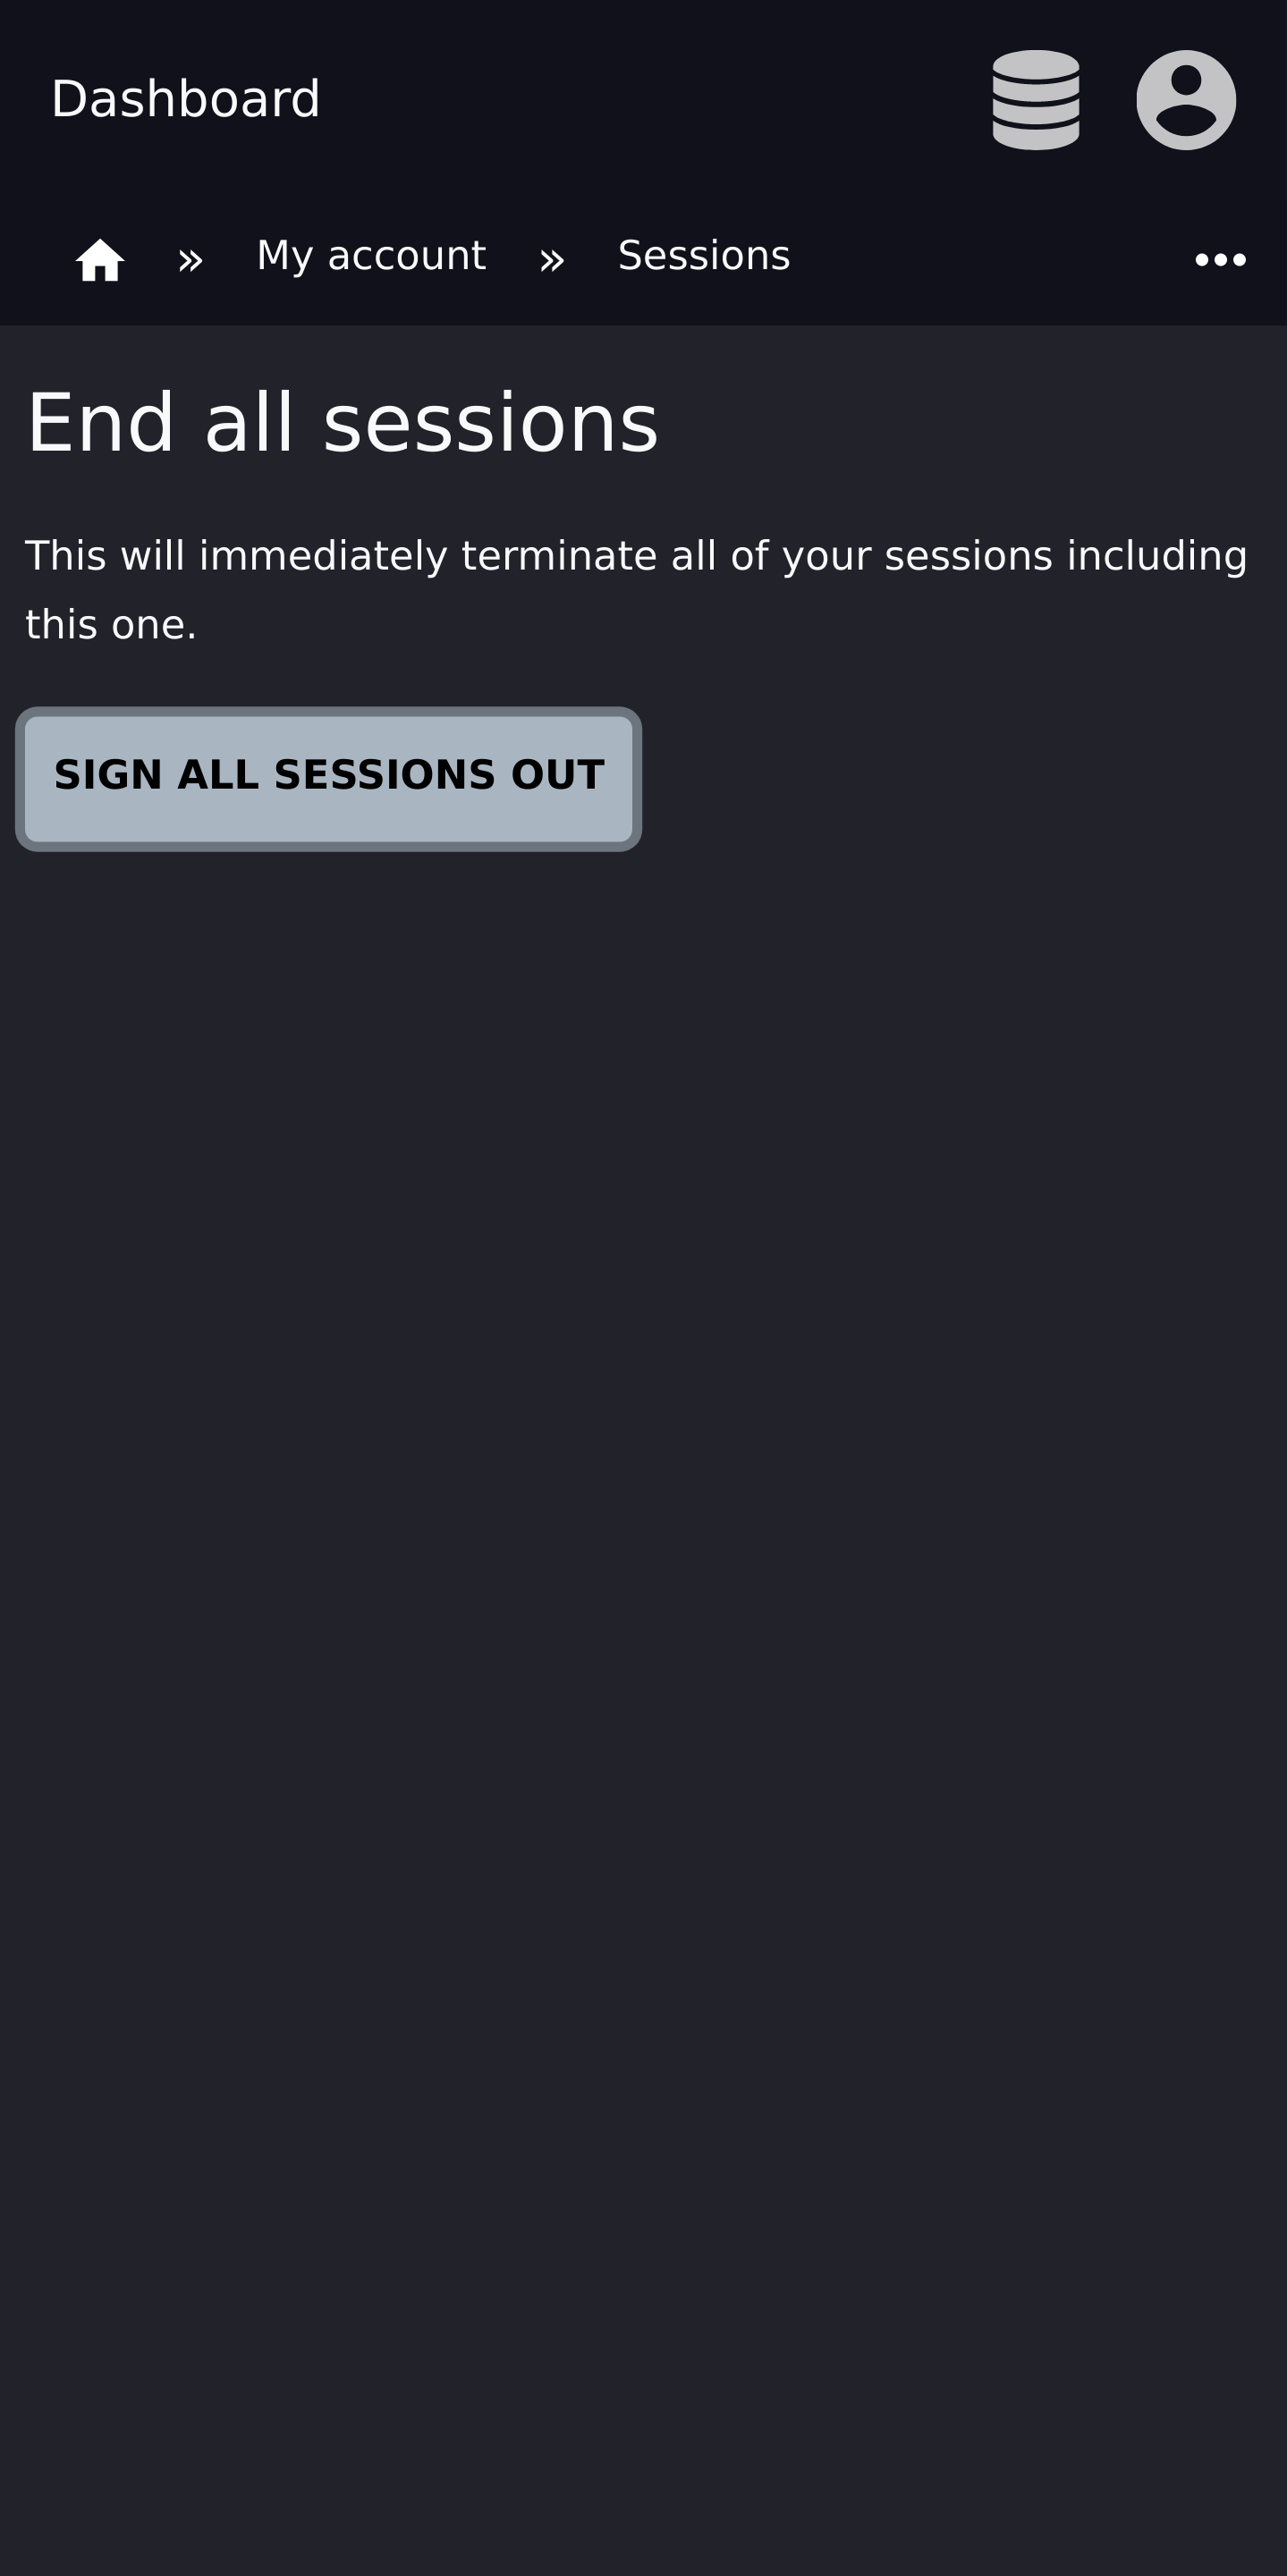 Dashboard
» My account » Sessions •••
End all sessions
This will immediately terminate all of your sessions including
this one.
SIGN ALL SESSIONS OUT